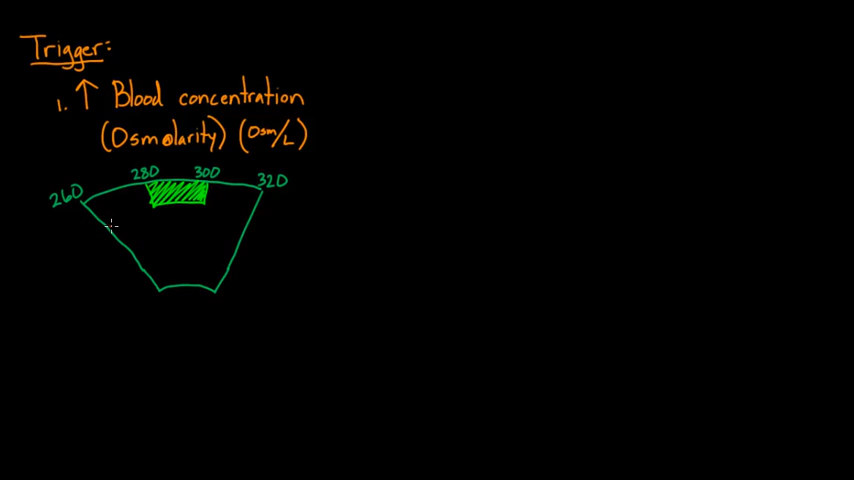 Trigger:
1. ↑ Blood concentration
(Osmolarity) (Osm/L)
260 280 300 320